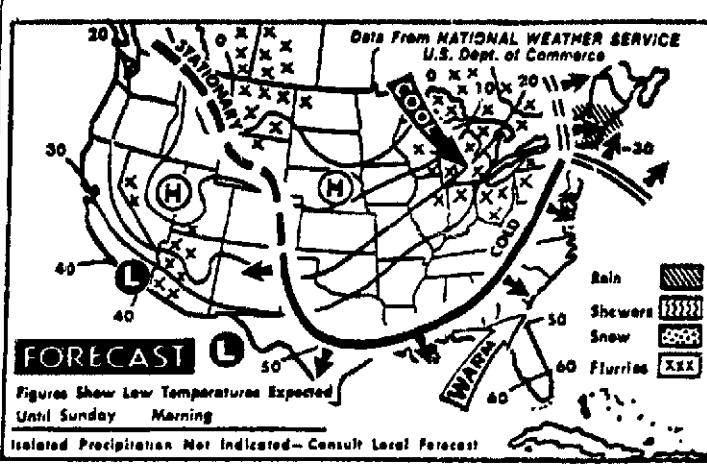 Data From NATIONAL WEATHER SERVICE
U.S. Dept. of Commerce
20
0
STATIONARY
0
10
20
COOL
30
30
H
H
COLD
40
L
40
Rain
Showers
Snow
Flurries
XXX
50
60
60
WARM
50
L
FORECAST
Figures Show Low Temperatures Expected
Until Sunday Morning
Isolated Precipitation Not Indicated— Consult Local Forecast